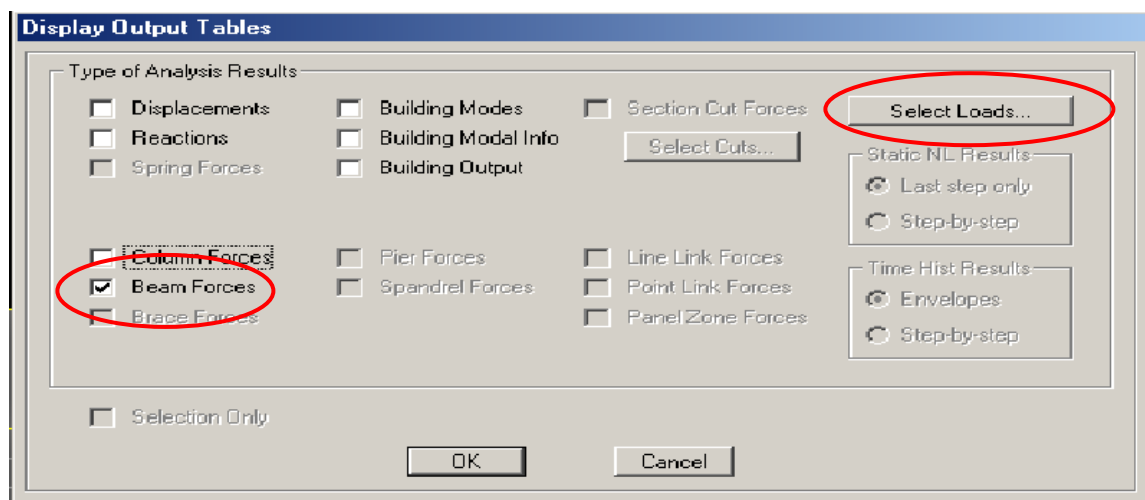 Display Output Tables
Type of Analysis Results
Displacements Building Modes Section Cut Forces Select Loads...
Reactions Building Modal Info Select Cuts...
Spring Forces Building Output
Static NL Results
Last step only
Step-by-step
Column Forces Pier Forces Line Link Forces
Beam Forces Spandrel Forces Point Link Forces
Brace Forces Panel Zone Forces
Time Hist Results
Envelopes
Step-by-step
Selection Only
OK Cancel